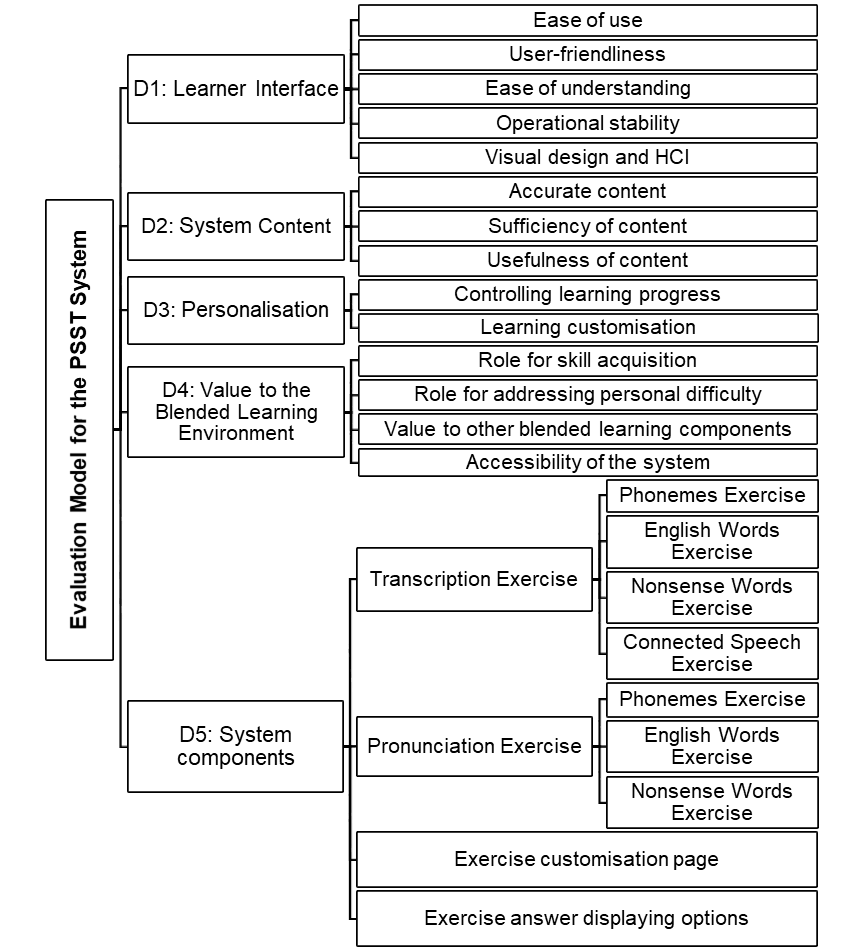 Evaluation Model for the PSST System
D1: Learner Interface
Ease of use
User-friendliness
Ease of understanding
Operational stability
Visual design and HCI
D2: System Content
Accurate content
Sufficiency of content
Usefulness of content
D3: Personalisation
Controlling learning progress
Learning customisation
D4: Value to the
Blended Learning
Environment
Role for skill acquisition
Role for addressing personal difficulty
Value to other blended learning components
Accessibility of the system
D5: System
components
Transcription Exercise
Phonemes Exercise
English Words
Exercise
Nonsense Words
Exercise
Connected Speech
Exercise
Pronunciation Exercise
Phonemes Exercise
English Words
Exercise
Nonsense Words
Exercise
Exercise customisation page
Exercise answer displaying options